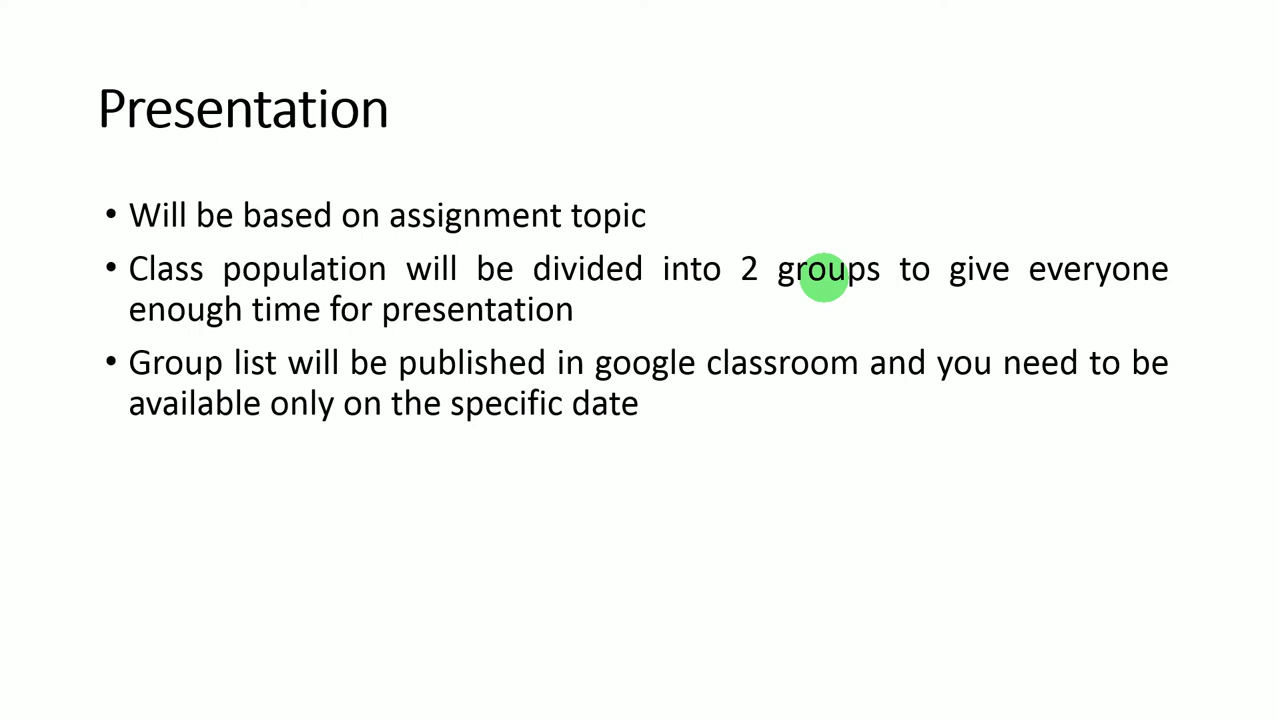 Presentation
• Will be based on assignment topic
• Class population will be divided into 2 groups to give everyone
enough time for presentation
• Group list will be published in google classroom and you need to be
available only on the specific date